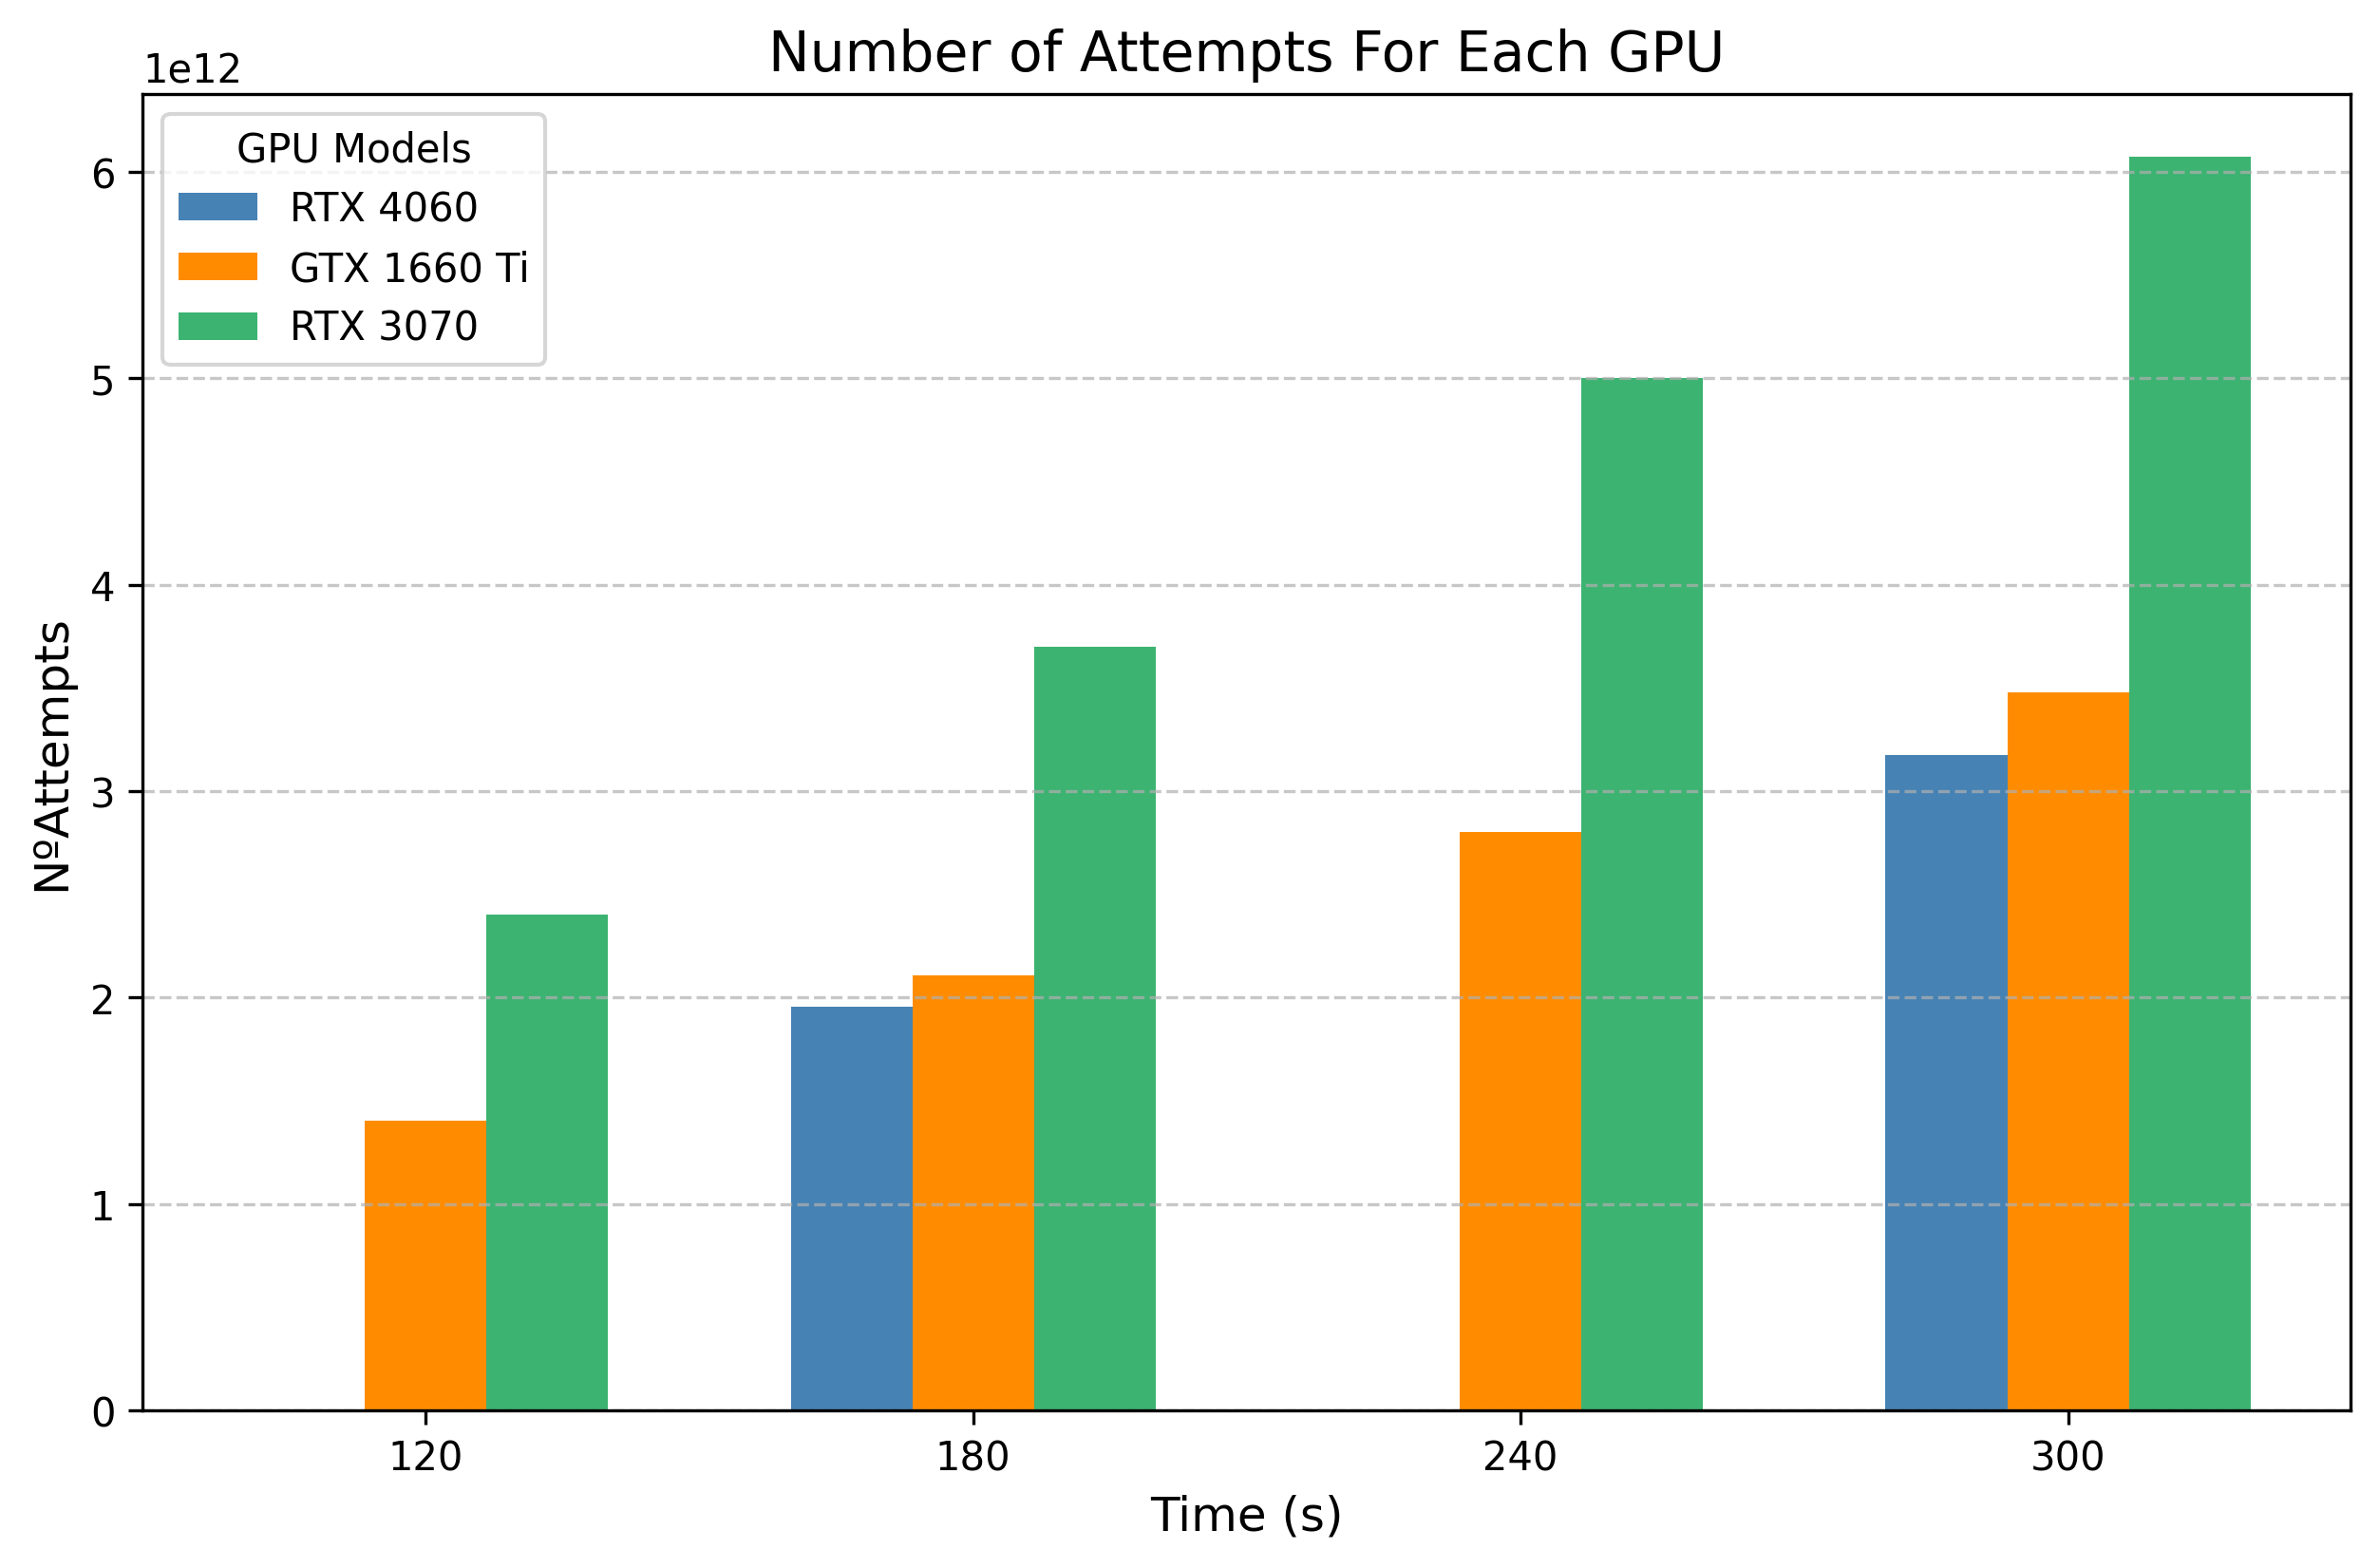 Number of Attempts For Each GPU
1e12
GPU Models
RTX 4060
GTX 1660 Ti
RTX 3070
6
5
4
3
2
1
0
NºAttempts
120 180 240 300
Time (s)